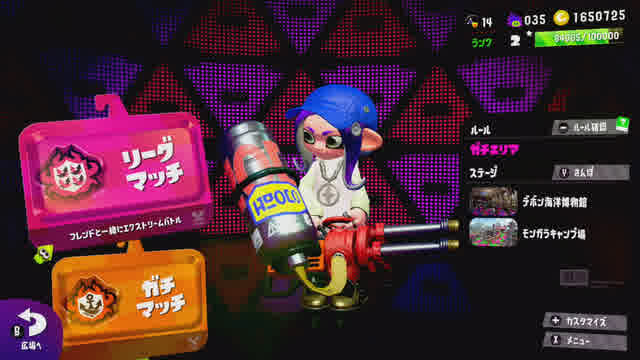 14
035
1650725
ランク
2
84085/100000
リーグ
マッチ
フレンドと一緒にエクストリームバトル
ガチ
マッチ
B
広場へ
ルール
ルール確認
?
ガチエリア
ステージ
Y さんぽ
デボン海洋博物館
モンガラキャンプ場
+ カスタマイズ
X メニュー